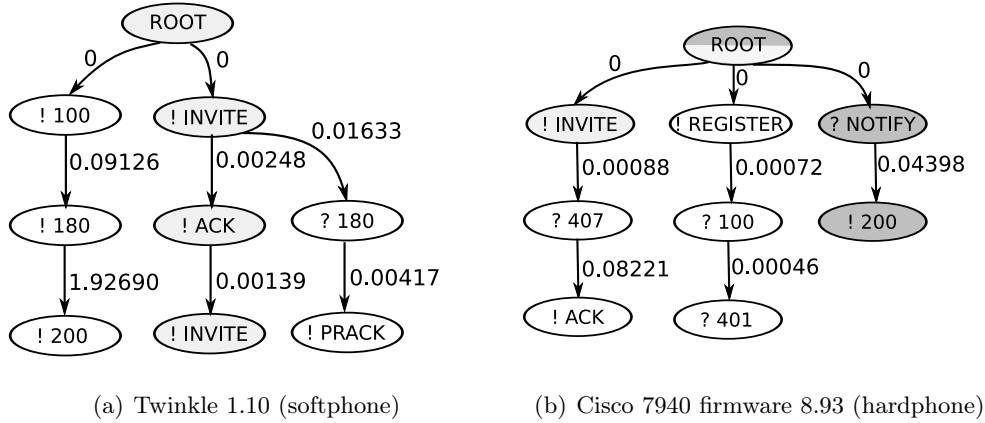 ROOT
0
0
! 100
! INVITE
0.01633
0.09126
0.00248
! 180
! ACK
? 180
1.92690
0.00139
0.00417
! 200
! INVITE
! PRACK
(a) Twinkle 1.10 (softphone)
ROOT
0
0
0
! INVITE
! REGISTER
? NOTIFY
0.00088
0.00072
0.04398
? 407
? 100
! 200
0.08221
0.00046
! ACK
? 401
(b) Cisco 7940 firmware 8.93 (hardphone)